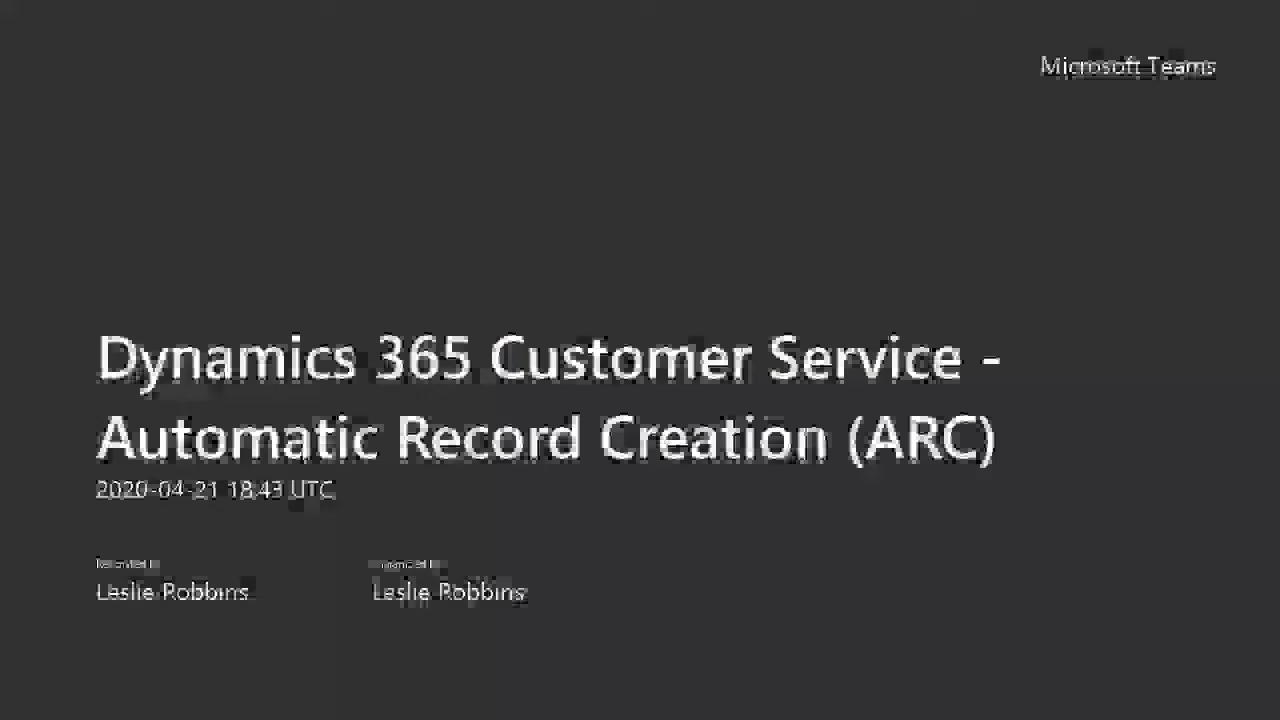 Microsoft Teams
Dynamics 365 Customer Service -
Automatic Record Creation (ARC)
2020-04-21 18:43 UTC
Leslie Robbins
Leslie Robbins